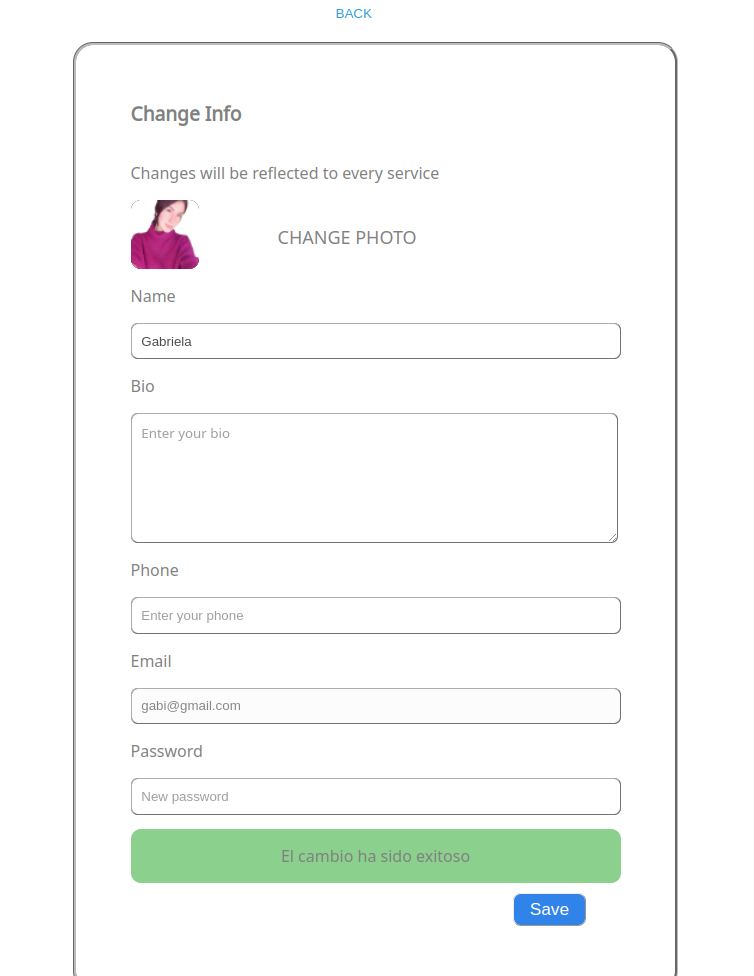 BACK
Change Info
Changes will be reflected to every service
CHANGE PHOTO
Name
Gabriela
Bio
Enter your bio
Phone
Enter your phone
Email
gabi@gmail.com
Password
New password
El cambio ha sido exitoso
Save